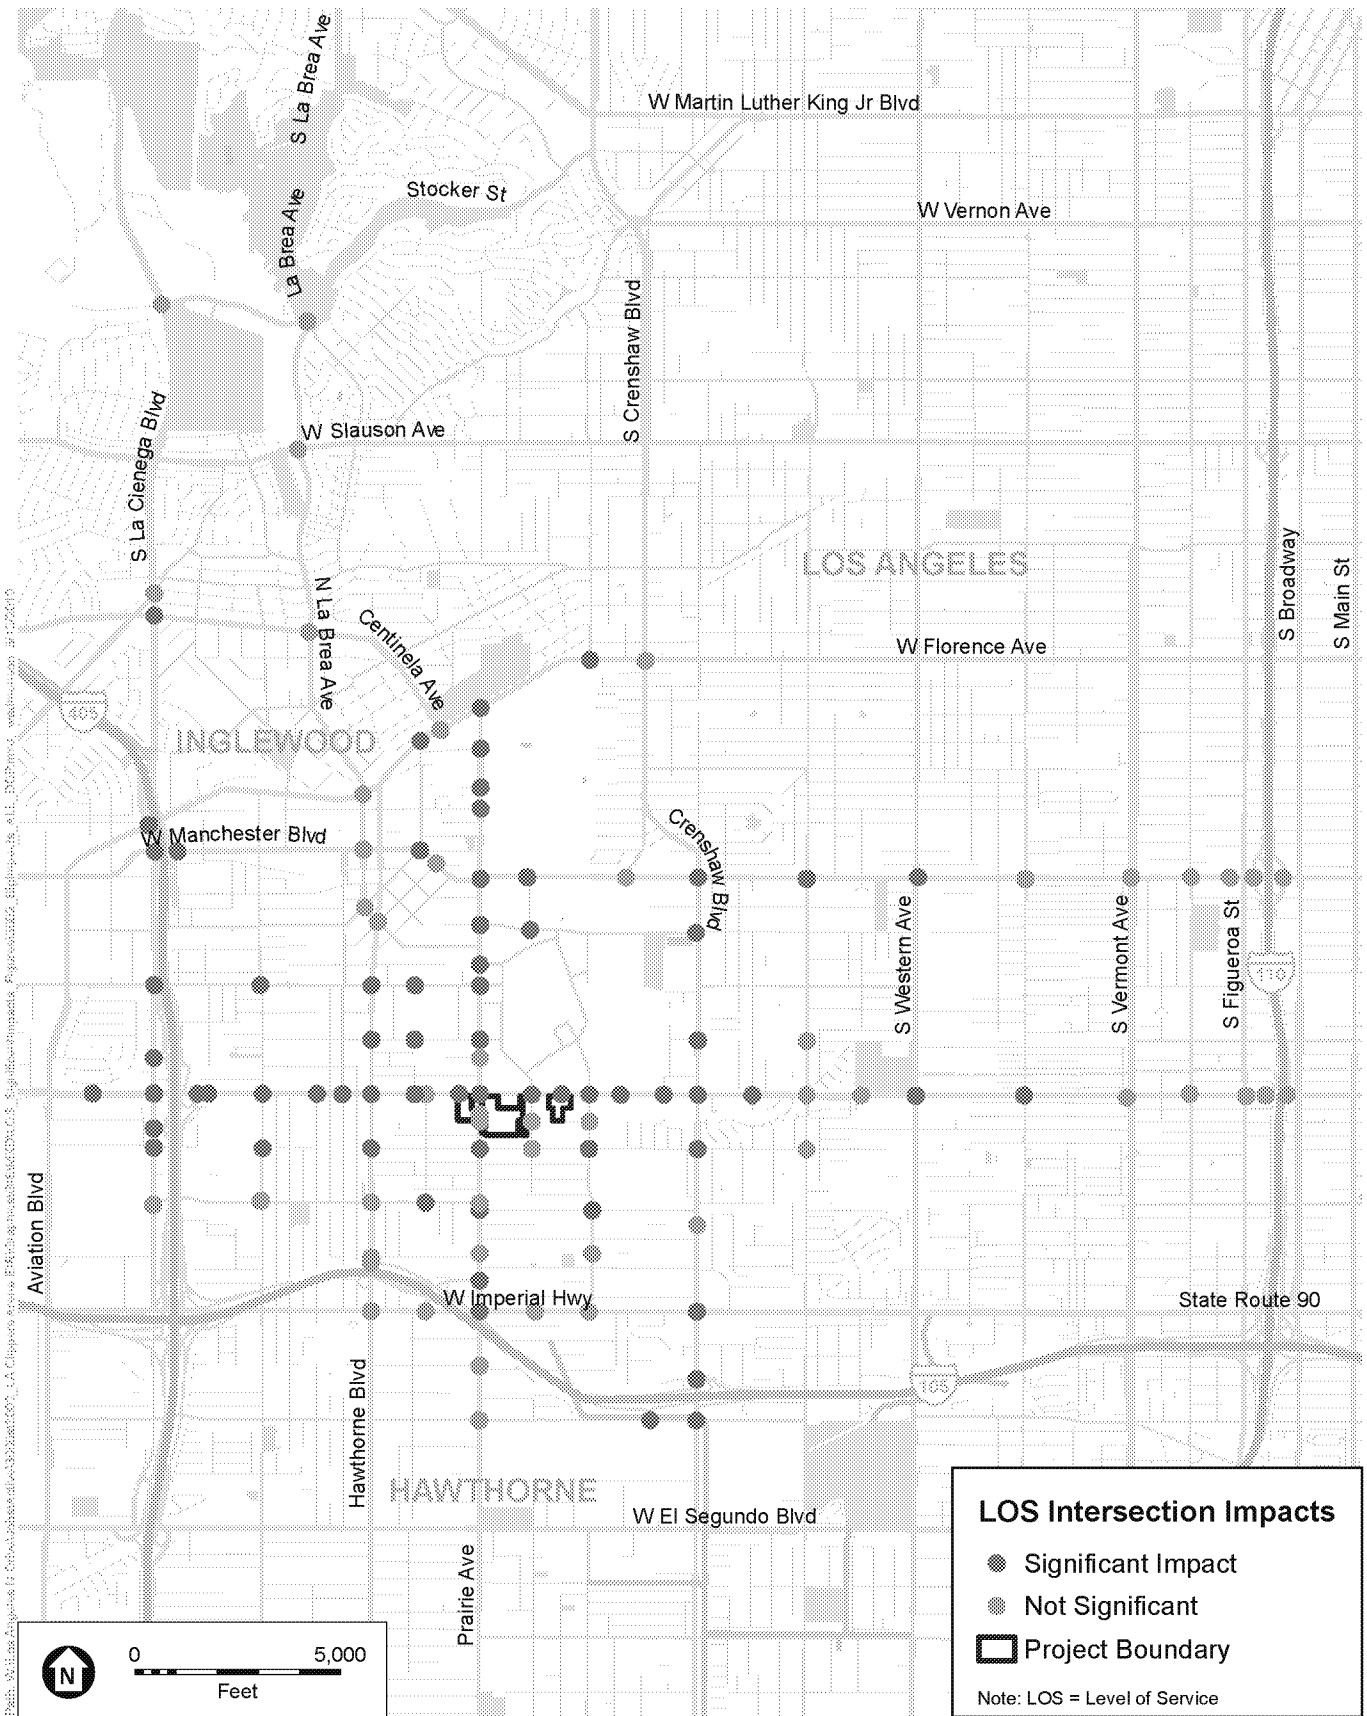 S La Brea Ave
W Martin Luther King Jr Blvd
Stocker St
La Brea Ave
W Vernon Ave
S Crenshaw Blvd
S La Cienega Blvd
W Slauson Ave
LOS ANGELES
S Broadway
S Main St
N La Brea Ave
Centinela Ave
W Florence Ave
405
INGLEWOOD
W Manchester Blvd
Crenshaw Blvd
S Western Ave
S Vermont Ave
S Figueroa St
110
Aviation Blvd
W Imperial Hwy
State Route 90
Hawthorne Blvd
105
HAWTHORNE
W El Segundo Blvd
Prairie Ave
LOS Intersection Impacts
Significant Impact
Not Significant
Project Boundary
Note: LOS = Level of Service
N
0 5,000
Feet